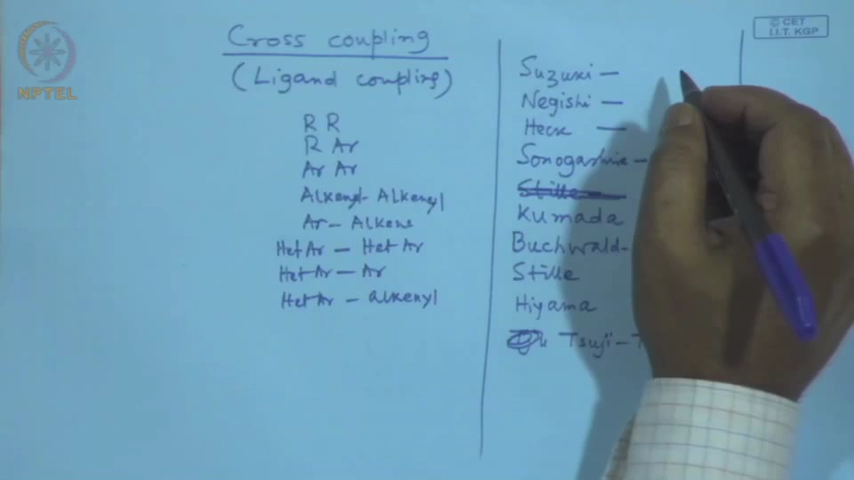 NPTEL
© CET
I.I.T. KGP
Cross coupling
(Ligand coupling)
R R
R Ar
Ar Ar
Alkenyl - Alkenyl
Ar - Alkene
Het Ar - Het Ar
Het Ar - Ar
Het Ar - alkenyl
Suzuki -
Negishi -
Heck -
Sonogashira -
Stille
Kumada
Buchwald-
Stille
Hiyama
Tsuji - T